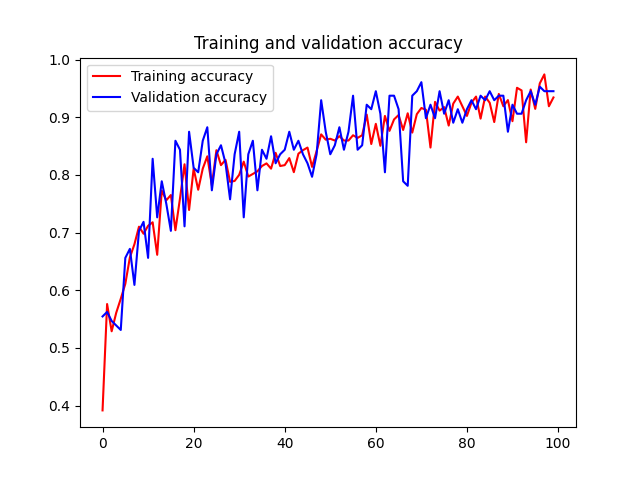 Training and validation accuracy
Training accuracy
Validation accuracy
1.0
0.9
0.8
0.7
0.6
0.5
0.4
0 20 40 60 80 100